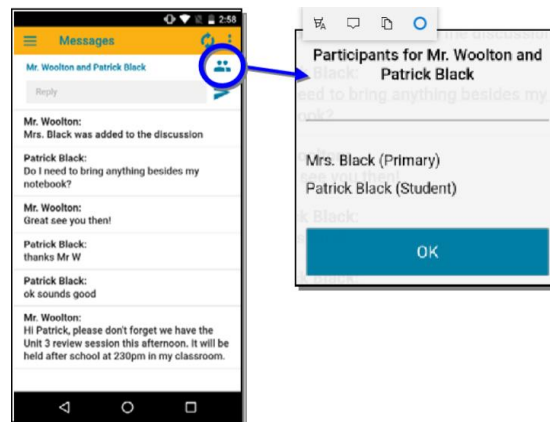 2:58
Messages
Mr. Woolton and Patrick Black
Reply
Mr. Woolton:
Mrs. Black was added to the discussion
Patrick Black:
Do I need to bring anything besides my
notebook?
Mr. Woolton:
Great see you then!
Patrick Black:
thanks Mr W
Patrick Black:
ok sounds good
Mr. Woolton:
Hi Patrick, please don't forget we have the
Unit 3 review session this afternoon. It will be
held after school at 230pm in my classroom.
Participants for Mr. Woolton and
Patrick Black
Mrs. Black (Primary)
Patrick Black (Student)
OK